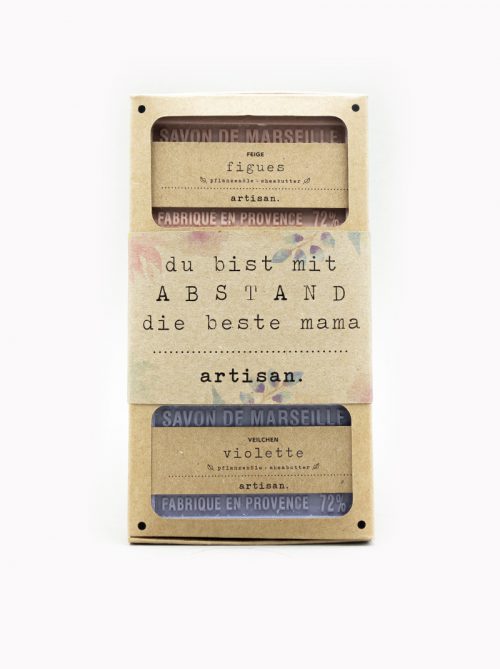 SAVON DE MARSEILLE
FEIGE
figues
pflanzenöle · sheabutter
artisan.
FABRIQUE EN PROVENCE 72%
du bist mit
ABSTAND
die beste mama
artisan.
SAVON DE MARSEILLE
VEILCHEN
violette
pflanzenöle · sheabutter
artisan.
FABRIQUE EN PROVENCE 72%